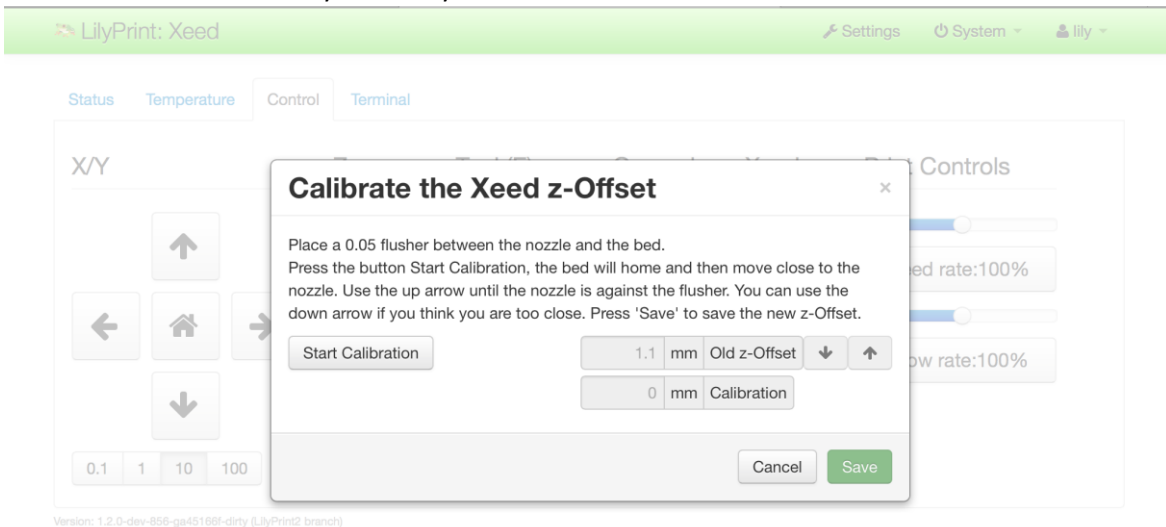 LilyPrint: Xeed Settings System lily
Status Temperature Control Terminal
X/Y Controls
Calibrate the Xeed z-Offset ×
Place a 0.05 flusher between the nozzle and the bed.
Press the button Start Calibration, the bed will home and then move close to the
nozzle. Use the up arrow until the nozzle is against the flusher. You can use the
down arrow if you think you are too close. Press 'Save' to save the new z-Offset.
rate:100%
Start Calibration 1.1 mm Old z-Offset
rate:100%
0 mm Calibration
Cancel Save
0.1 1 10 100
Version: 1.2.0-dev-856-ga45166f-dirty (LilyPrint2 branch)